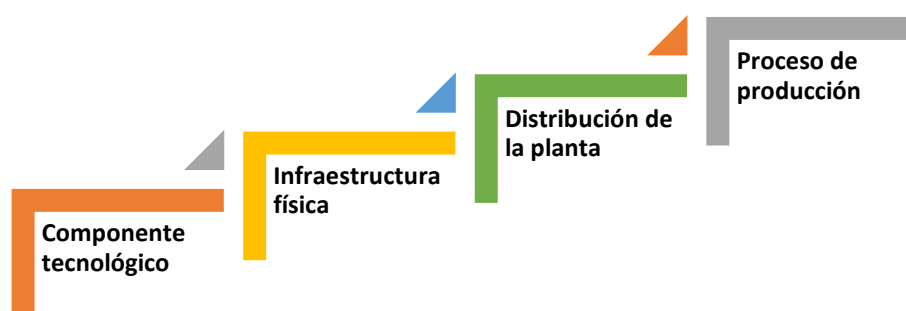 Componente
tecnológico
Infraestructura
física
Distribución de
la planta
Proceso de
producción